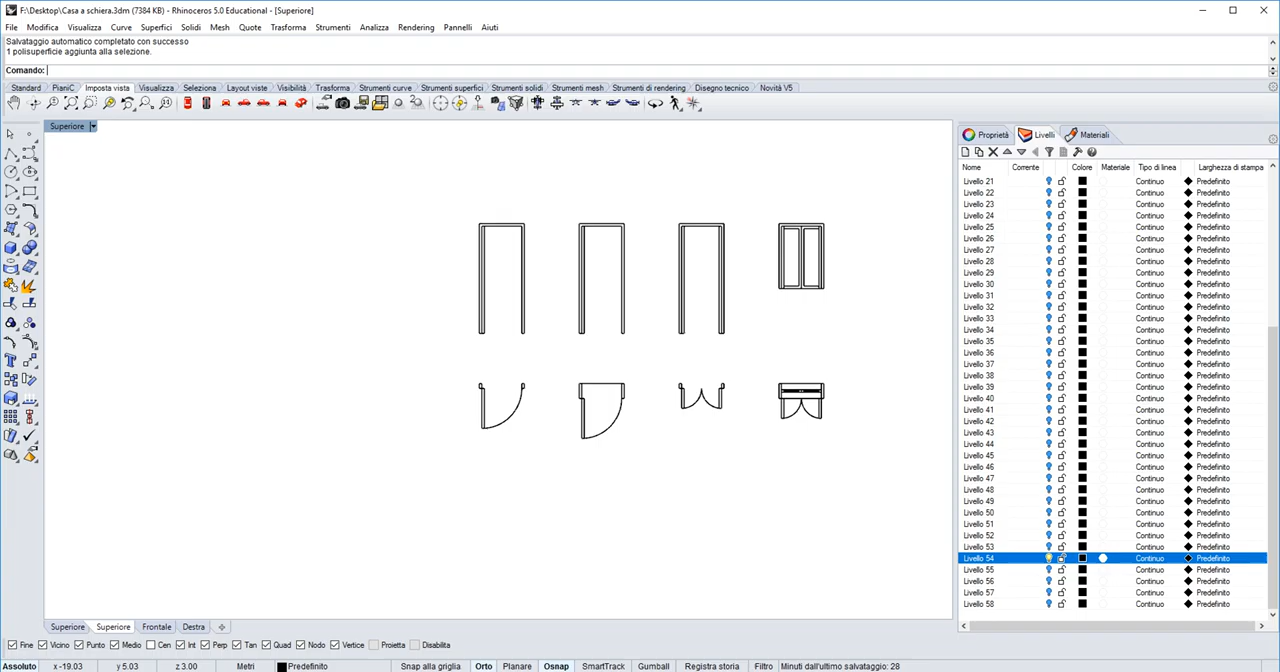 F:\Desktop\Casa a schiera.3dm (7384 KB) - Rhinoceros 5.0 Educational - [Superiore]
File Modifica Visualizza Curve Superfici Solidi Mesh Quote Trasforma Strumenti Analizza Rendering Pannelli Aiuti
Salvataggio automatico completato con successo
1 polisuperficie aggiunta alla selezione.
Comando:
Standard PianiC Imposta vista Visualizza Seleziona Layout viste Visibilità Trasforma Strumenti curve Strumenti superfici Strumenti solidi Strumenti mesh Strumenti di rendering Disegno tecnico Novità V5
Superiore
Proprietà Livelli Materiali
Nome Corrente Colore Materiale Tipo di linea Larghezza di stampa
Livello 21 Continuo Predefinito
Livello 22 Continuo Predefinito
Livello 23 Continuo Predefinito
Livello 24 Continuo Predefinito
Livello 25 Continuo Predefinito
Livello 26 Continuo Predefinito
Livello 27 Continuo Predefinito
Livello 28 Continuo Predefinito
Livello 29 Continuo Predefinito
Livello 30 Continuo Predefinito
Livello 31 Continuo Predefinito
Livello 32 Continuo Predefinito
Livello 33 Continuo Predefinito
Livello 34 Continuo Predefinito
Livello 35 Continuo Predefinito
Livello 36 Continuo Predefinito
Livello 37 Continuo Predefinito
Livello 38 Continuo Predefinito
Livello 39 Continuo Predefinito
Livello 40 Continuo Predefinito
Livello 41 Continuo Predefinito
Livello 42 Continuo Predefinito
Livello 43 Continuo Predefinito
Livello 44 Continuo Predefinito
Livello 45 Continuo Predefinito
Livello 46 Continuo Predefinito
Livello 47 Continuo Predefinito
Livello 48 Continuo Predefinito
Livello 49 Continuo Predefinito
Livello 50 Continuo Predefinito
Livello 51 Continuo Predefinito
Livello 52 Continuo Predefinito
Livello 53 Continuo Predefinito
Livello 54 Continuo Predefinito
Livello 55 Continuo Predefinito
Livello 56 Continuo Predefinito
Livello 57 Continuo Predefinito
Livello 58 Continuo Predefinito
Superiore Superiore Frontale Destra
Fine Vicino Punto Medio Cen Int Perp Tan Quad Nodo Vertice Proietta Disabilita
Assoluto x -19.03 y 5.03 z 3.00 Metri Predefinito Snap alla griglia Orto Planare Osnap SmartTrack Gumball Registra storia Filtro Minuti dall'ultimo salvataggio: 28